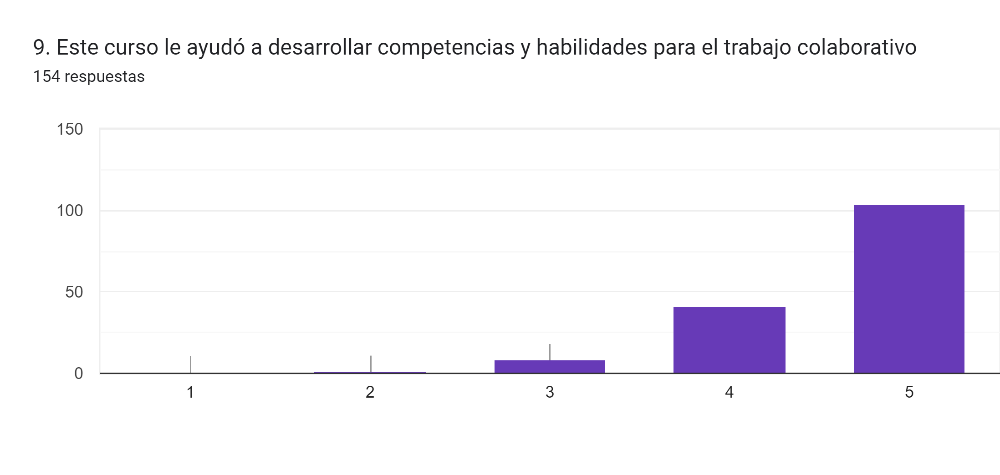 9. Este curso le ayudó a desarrollar competencias y habilidades para el trabajo colaborativo
154 respuestas
150
100
50
0
1 2 3 4 5